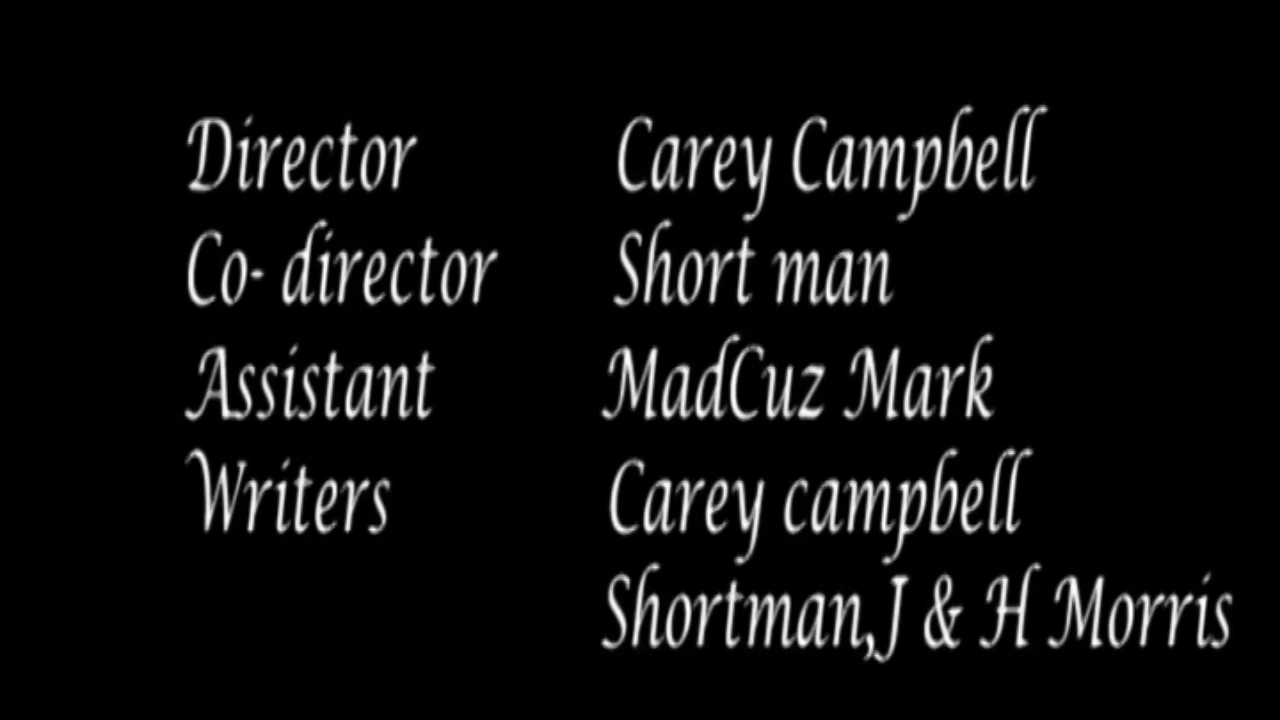 Director Carey Campbell
Co- director Short man
Assistant MadCuz Mark
Writers Carey campbell
Shortman,J & H Morris